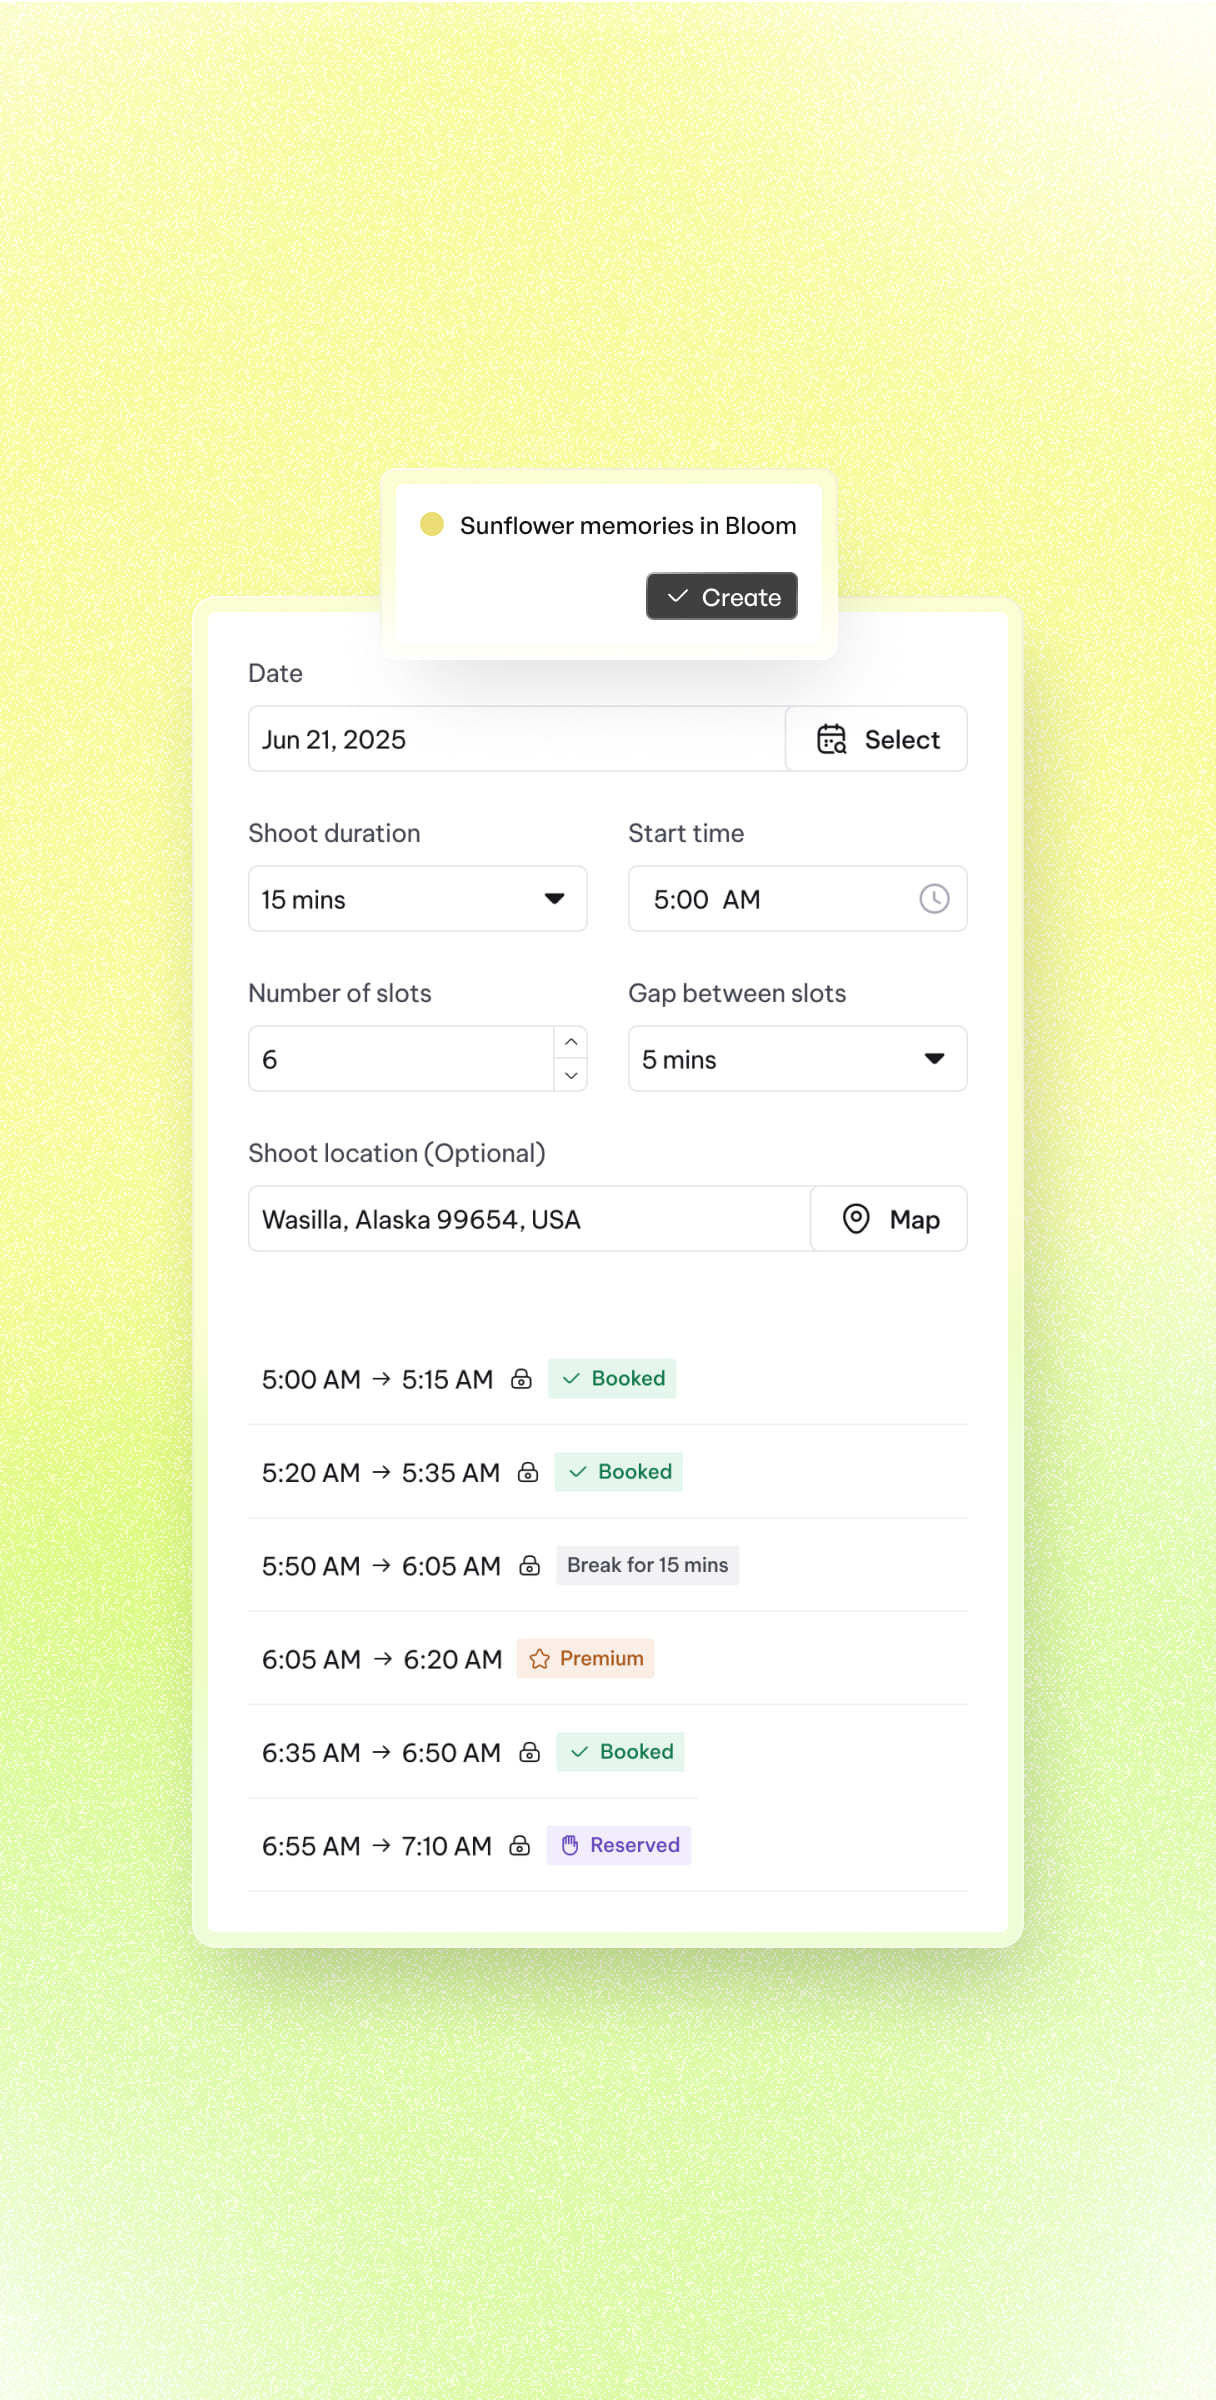 Sunflower memories in Bloom
Create
Date
Jun 21, 2025
Select
Shoot duration
Start time
15 mins
5:00 AM
Number of slots
Gap between slots
6
5 mins
Shoot location (Optional)
Wasilla, Alaska 99654, USA
Map
5:00 AM → 5:15 AM Booked
5:20 AM → 5:35 AM Booked
5:50 AM → 6:05 AM Break for 15 mins
6:05 AM → 6:20 AM Premium
6:35 AM → 6:50 AM Booked
6:55 AM → 7:10 AM Reserved